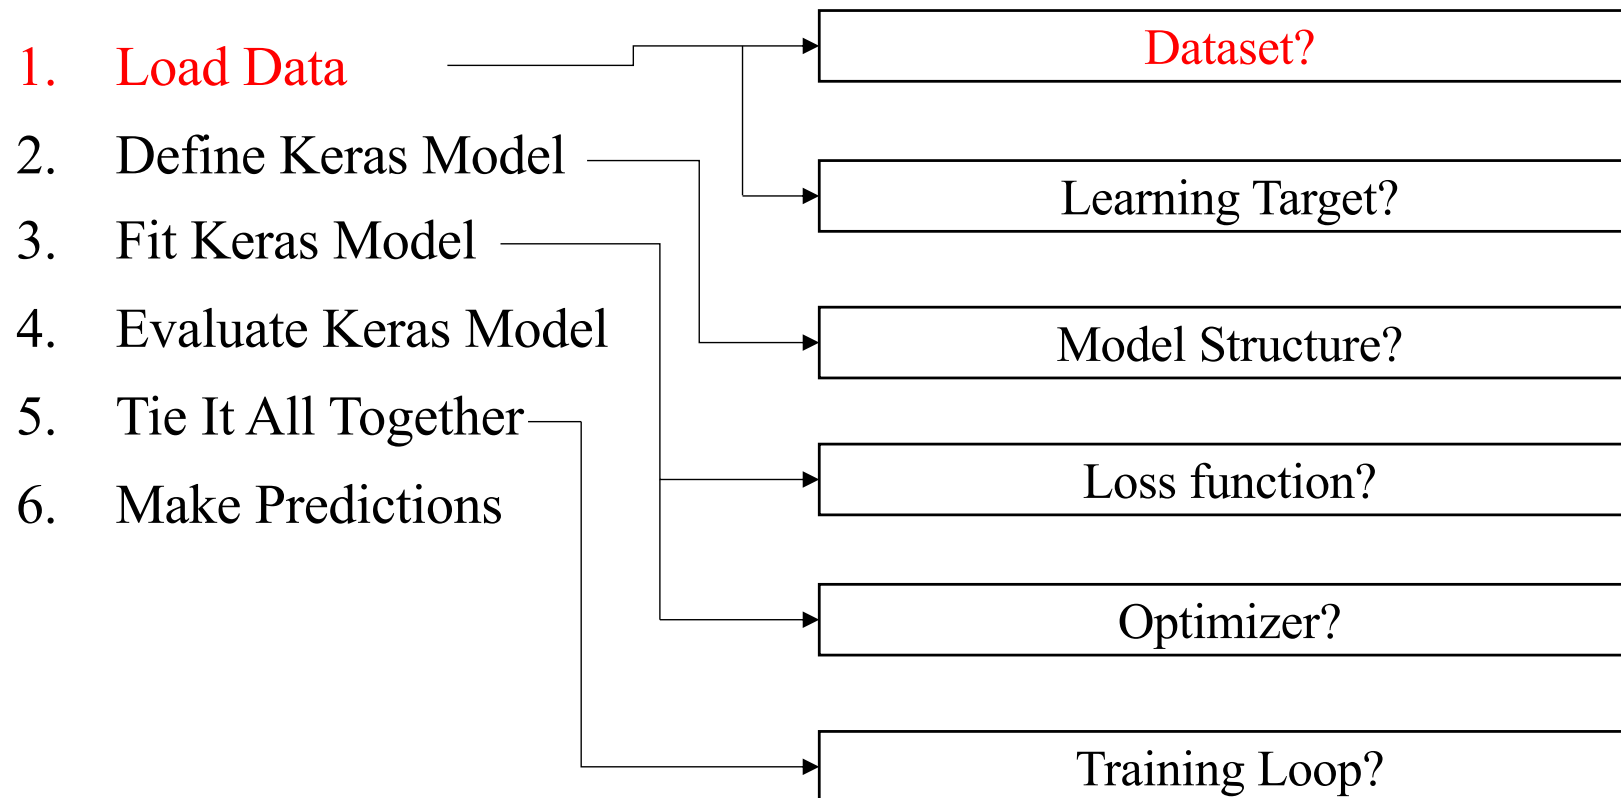 1. Load Data
2. Define Keras Model
3. Fit Keras Model
4. Evaluate Keras Model
5. Tie It All Together
6. Make Predictions
Dataset?
Learning Target?
Model Structure?
Loss function?
Optimizer?
Training Loop?